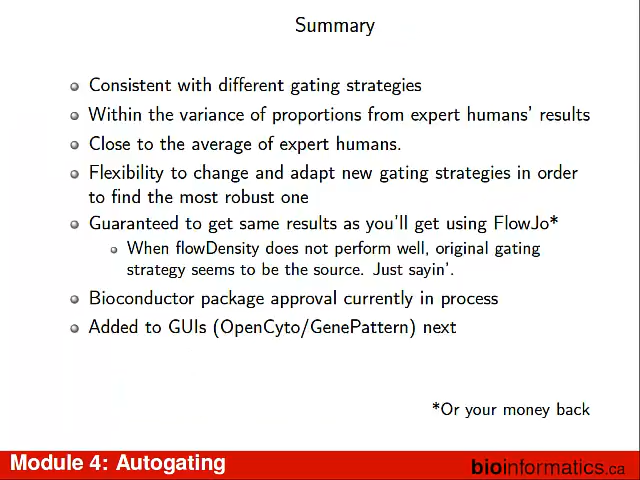 Summary
Consistent with different gating strategies
Within the variance of proportions from expert humans' results
Close to the average of expert humans.
Flexibility to change and adapt new gating strategies in order
to find the most robust one
Guaranteed to get same results as you'll get using FlowJo*
When flowDensity does not perform well, original gating
strategy seems to be the source. Just sayin'.
Bioconductor package approval currently in process
Added to GUIs (OpenCyto/GenePattern) next
*Or your money back
Module 4: Autogating
bioinformatics.ca